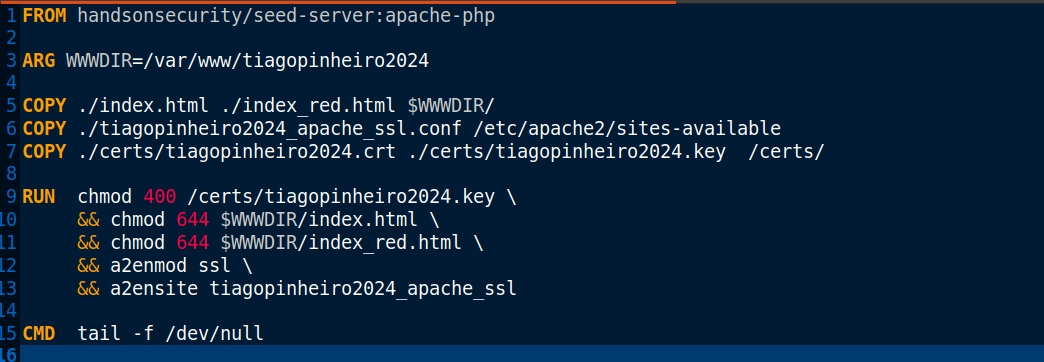 1 FROM handsonsecurity/seed-server:apache-php
2
3 ARG WWWDIR=/var/www/tiagopinheiro2024
4
5 COPY ./index.html ./index_red.html $WWWDIR/
6 COPY ./tiagopinheiro2024_apache_ssl.conf /etc/apache2/sites-available
7 COPY ./certs/tiagopinheiro2024.crt ./certs/tiagopinheiro2024.key  /certs/
8
9 RUN  chmod 400 /certs/tiagopinheiro2024.key \
10      && chmod 644 $WWWDIR/index.html \
11      && chmod 644 $WWWDIR/index_red.html \
12      && a2enmod ssl \
13      && a2ensite tiagopinheiro2024_apache_ssl
14
15 CMD  tail -f /dev/null
16